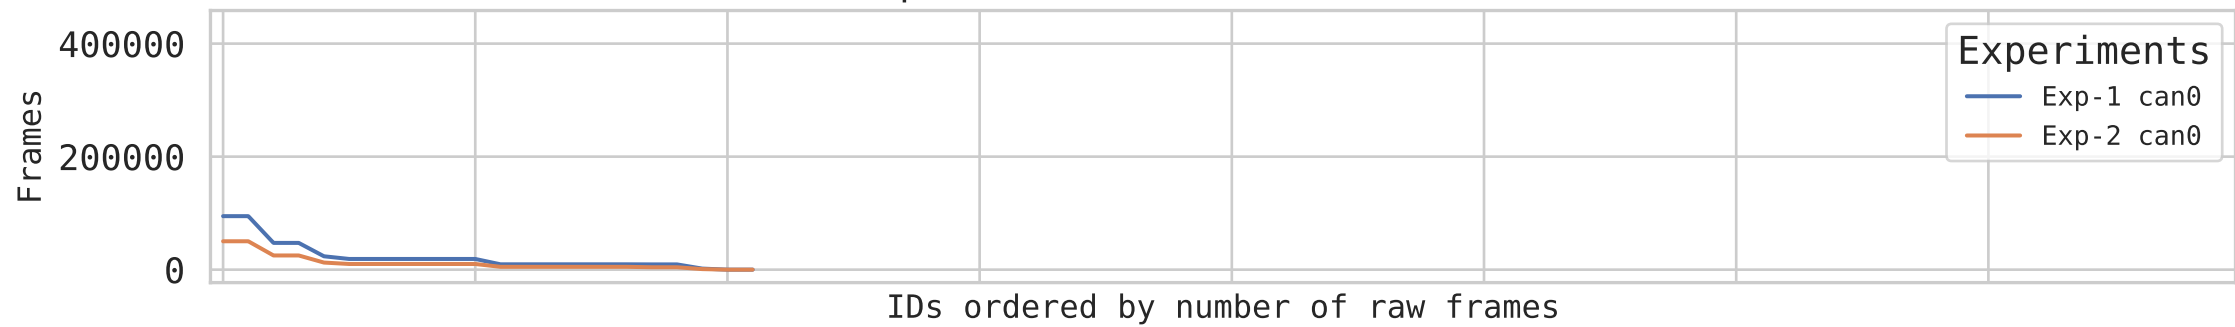 400000
200000
0
Frames
IDs ordered by number of raw frames
Experiments
Exp-1 can0
Exp-2 can0